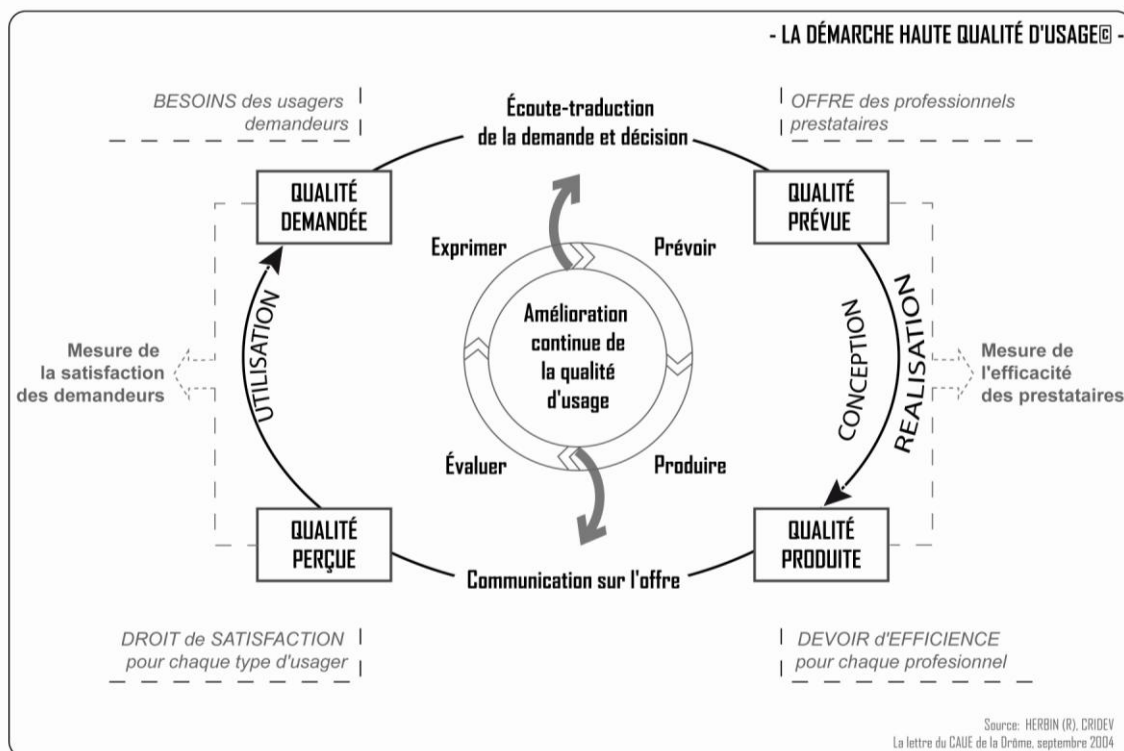 - LA DÉMARCHE HAUTE QUALITÉ D'USAGE© -
BESOINS des usagers
demandeurs
Écoute-traduction
de la demande et décision
OFFRE des professionnels
prestataires
QUALITÉ
DEMANDÉE
QUALITÉ
PRÉVUE
Exprimer
Prévoir
UTILISATION
Mesure de
la satisfaction
des demandeurs
Amélioration
continue de
la qualité
d'usage
CONCEPTION
REALISATION
Mesure de
l'efficacité
des prestataires
Évaluer
Produire
QUALITÉ
PERÇUE
QUALITÉ
PRODUITE
Communication sur l'offre
DROIT de SATISFACTION
pour chaque type d'usager
DEVOIR d'EFFICIENCE
pour chaque profesionnel
Source: HERBIN (R), CRIDEV
La lettre du CAUE de la Drôme, septembre 2004